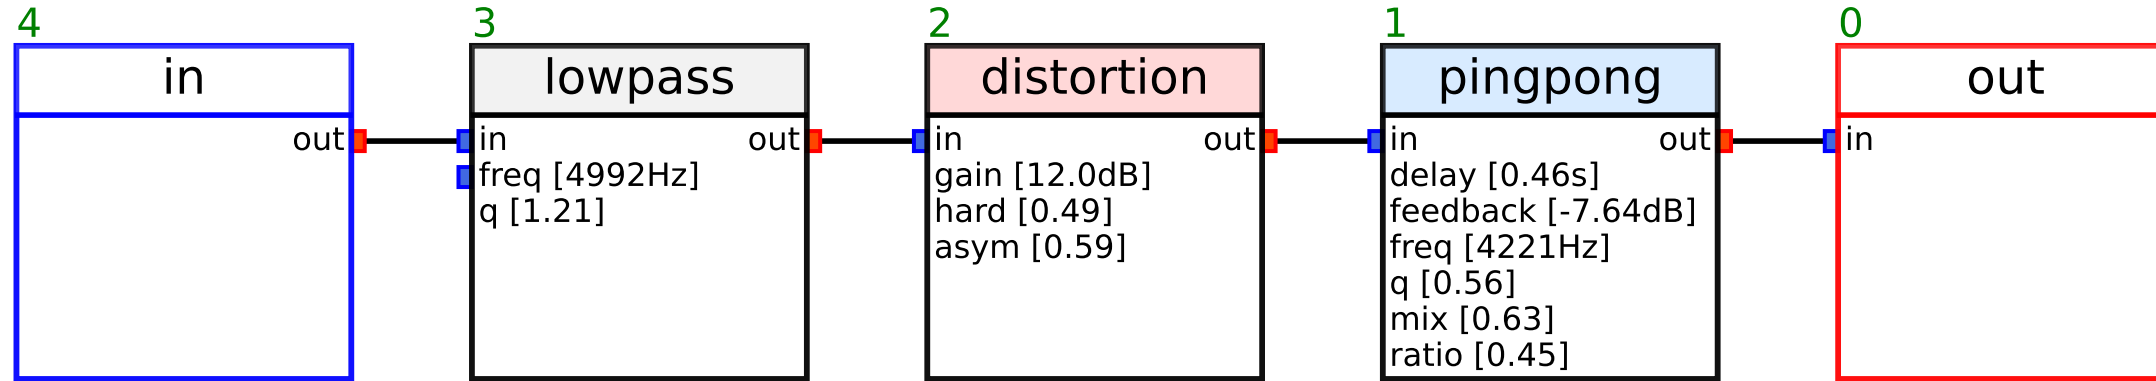 4
in
out
3
lowpass
in out
freq [4992Hz]
q [1.21]
2
distortion
in out
gain [12.0dB]
hard [0.49]
asym [0.59]
1
pingpong
in out
delay [0.46s]
feedback [-7.64dB]
freq [4221Hz]
q [0.56]
mix [0.63]
ratio [0.45]
0
out
in